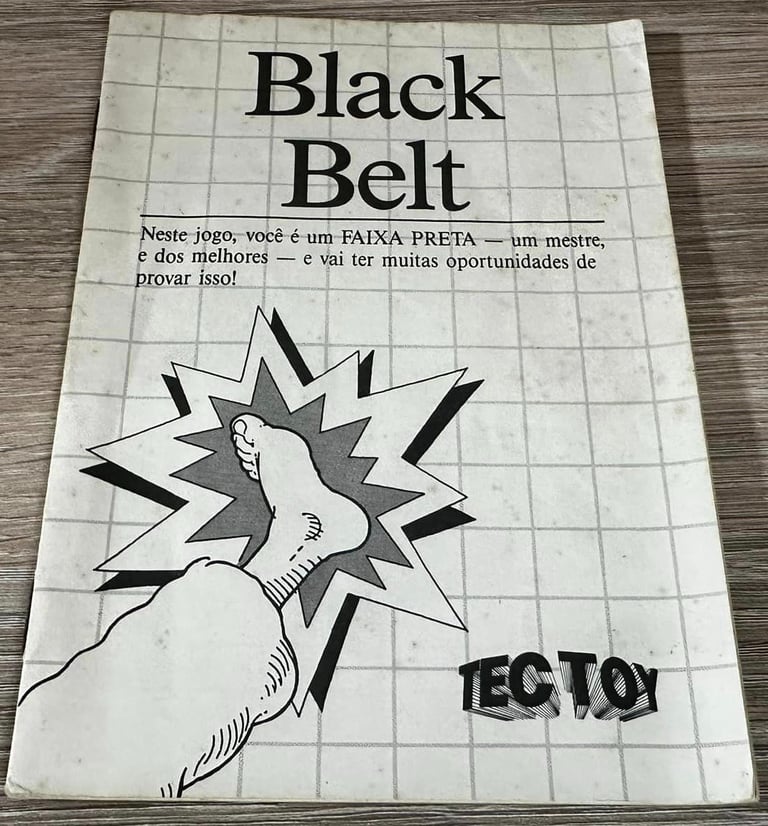 Black
Belt
Neste jogo, você é um FAIXA PRETA — um mestre,
e dos melhores — e vai ter muitas oportunidades de
provar isso!
TEC TOY